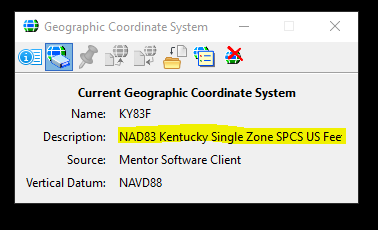 Geographic Coordinate System
Current Geographic Coordinate System
Name: KY83F
Description: NAD83 Kentucky Single Zone SPCS US Fee
Source: Mentor Software Client
Vertical Datum: NAVD88